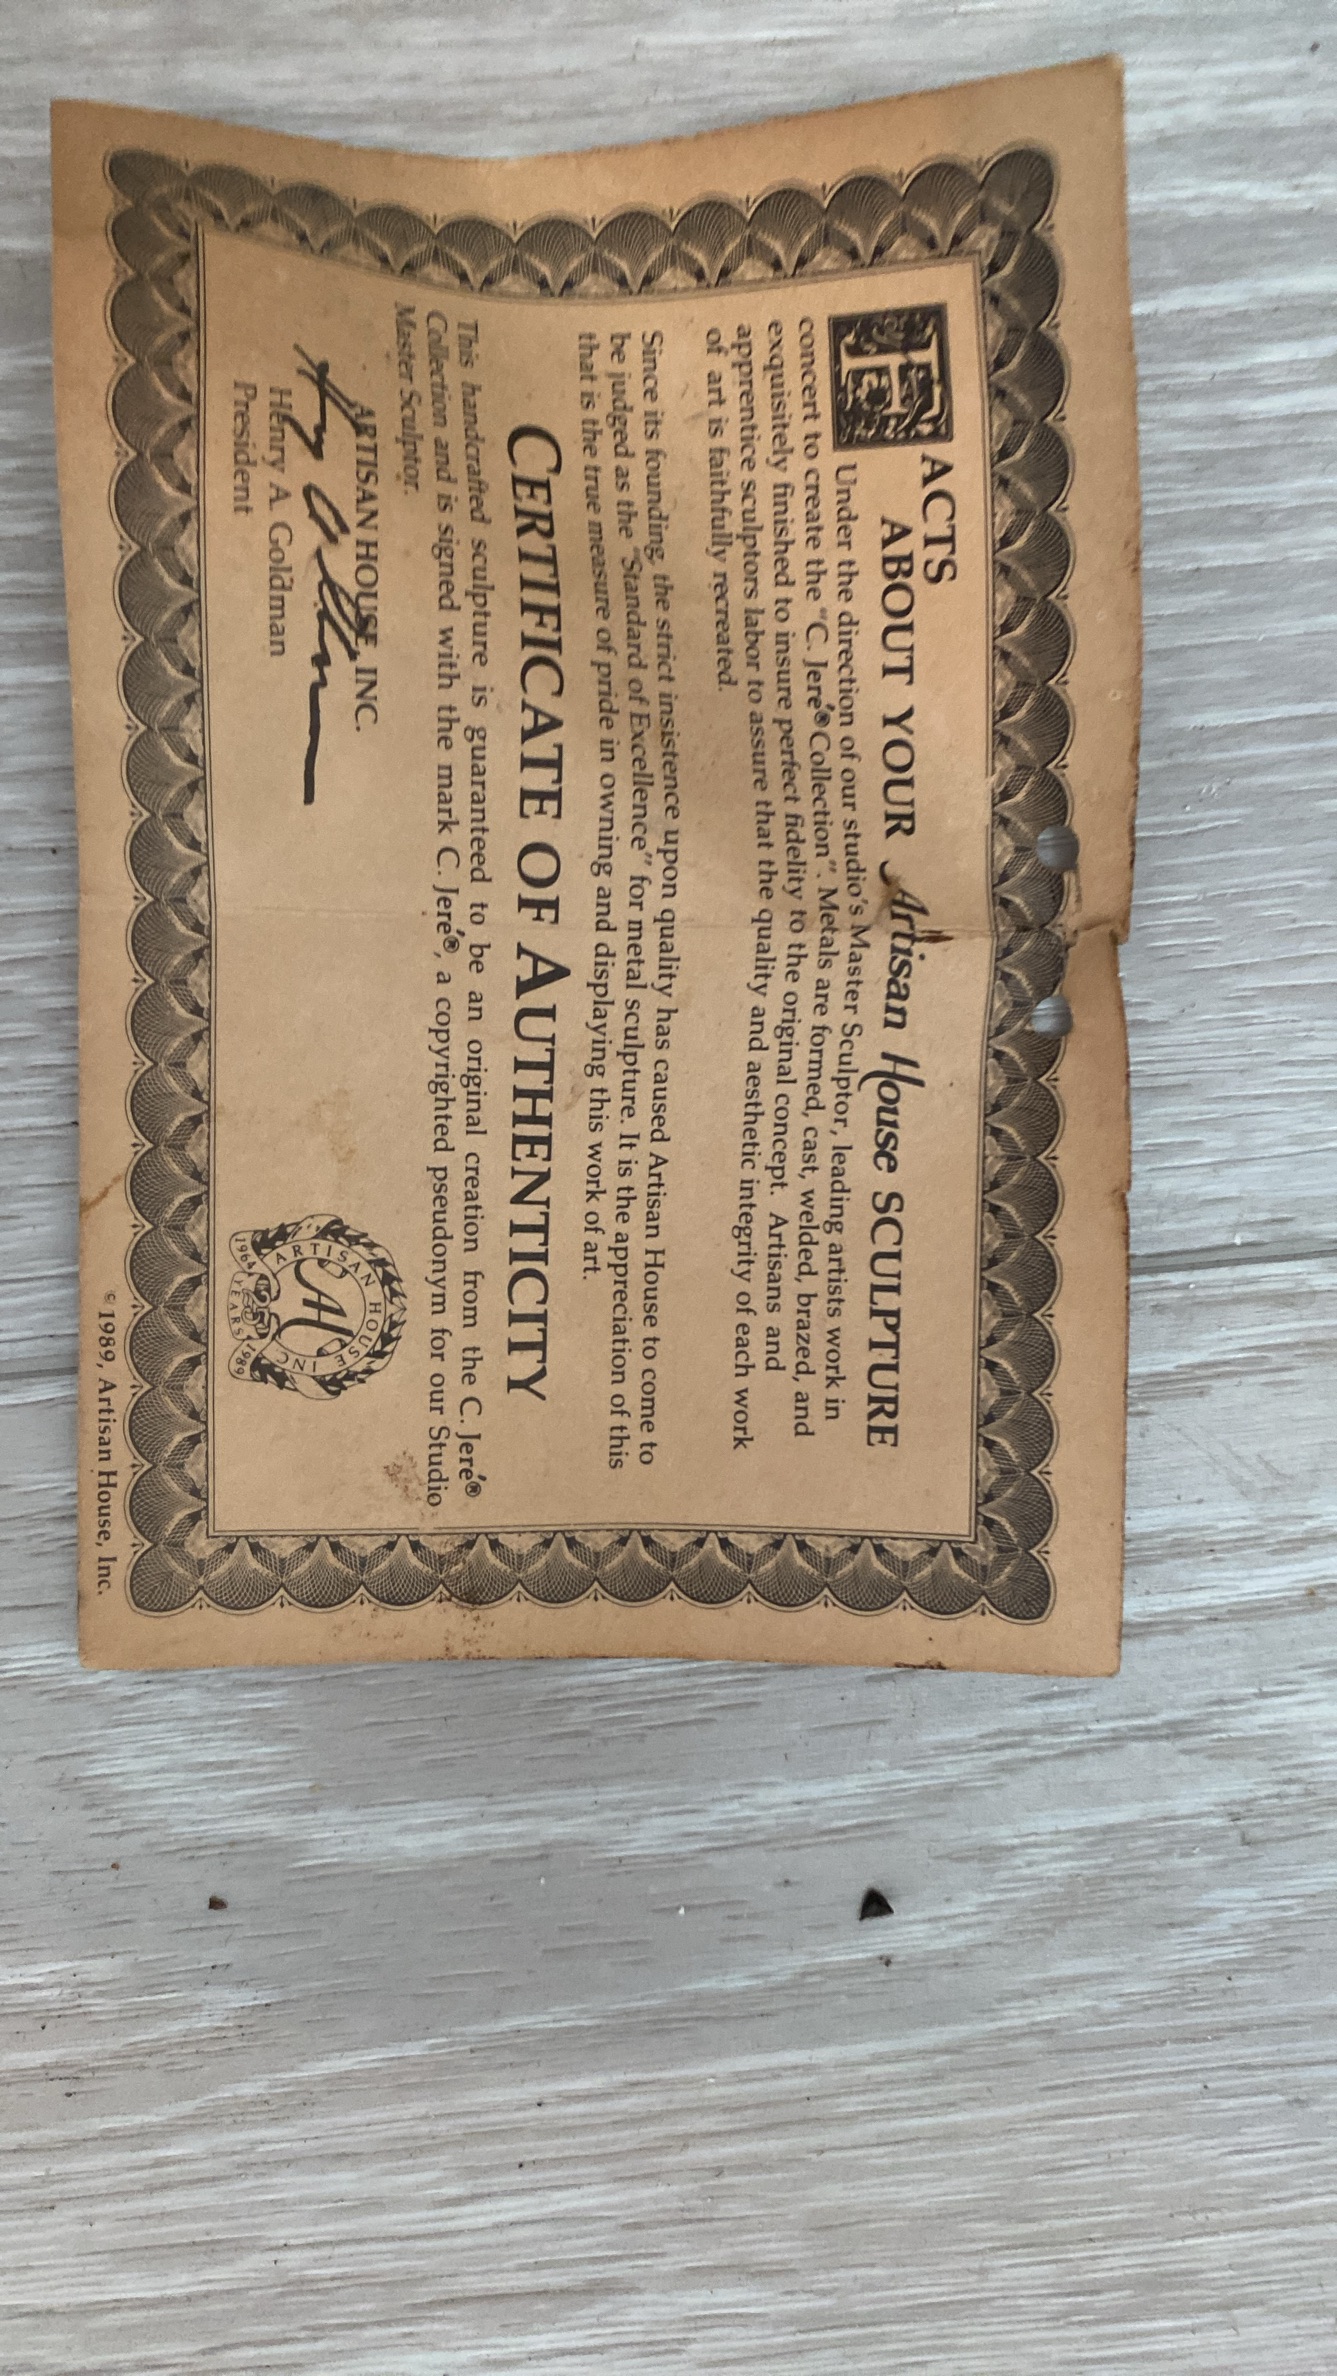 FACTS
ABOUT YOUR Artisan House SCULPTURE
Under the direction of our studio's Master Sculptor, leading artists work in
concert to create the "C. Jeré® Collection". Metals are formed, cast, welded, brazed, and
exquisitely finished to insure perfect fidelity to the original concept. Artisans and
apprentice sculptors labor to assure that the quality and aesthetic integrity of each work
of art is faithfully recreated.
Since its founding, the strict insistence upon quality has caused Artisan House to come to
be judged as the "Standard of Excellence" for metal sculpture. It is the appreciation of this
that is the true measure of pride in owning and displaying this work of art.
CERTIFICATE OF AUTHENTICITY
This handcrafted sculpture is guaranteed to be an original creation from the C. Jeré®
Collection and is signed with the mark C. Jeré®, a copyrighted pseudonym for our Studio
Master Sculptor.
ARTISAN HOUSE, INC.
Henry A. Goldman
President
ARTISAN HOUSE INC
AH
1964 25 YEARS 1989
© 1989, Artisan House, Inc.